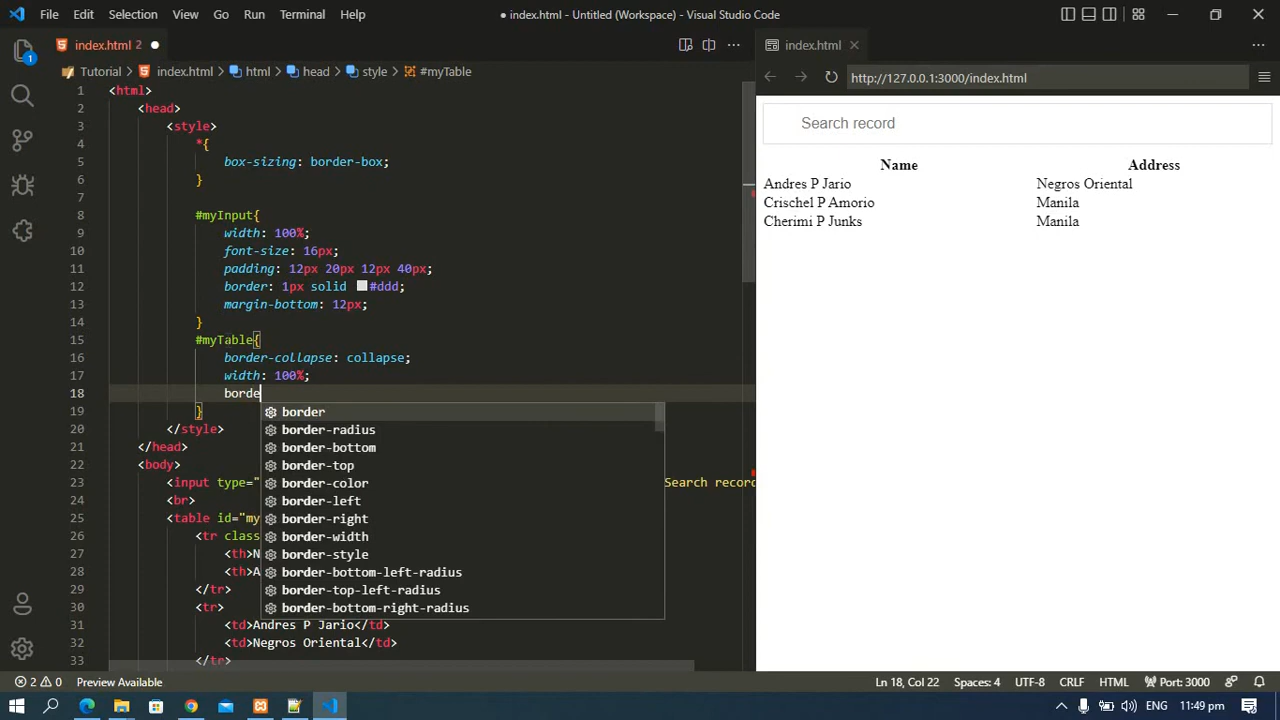 File Edit Selection View Go Run Terminal Help
● index.html - Untitled (Workspace) - Visual Studio Code
index.html 2 ●
index.html
Tutorial > index.html > html > head > style > #myTable
http://127.0.0.1:3000/index.html
1 <html>
2 <head>
3 <style>
4 *{
5 box-sizing: border-box;
6 }
7
8 #myInput{
9 width: 100%;
10 font-size: 16px;
11 padding: 12px 20px 12px 40px;
12 border: 1px solid #ddd;
13 margin-bottom: 12px;
14 }
15 #myTable{
16 border-collapse: collapse;
17 width: 100%;
18 borde
19 }
20 </style>
21 </head>
22 <body>
23 <input type=" Search record
24 <br>
25 <table id="my
26 <tr class
27 <th>N
28 <th>A
29 </tr>
30 <tr>
31 <td>Andres P Jario</td>
32 <td>Negros Oriental</td>
33 </tr>
border
border-radius
border-bottom
border-top
border-color
border-left
border-right
border-width
border-style
border-bottom-left-radius
border-top-left-radius
border-bottom-right-radius
Search record
Name Address
Andres P Jario Negros Oriental
Crischel P Amorio Manila
Cherimi P Junks Manila
1
2 0 Preview Available
Ln 18, Col 22 Spaces: 4 UTF-8 CRLF HTML Port: 3000
ENG 11:49 pm